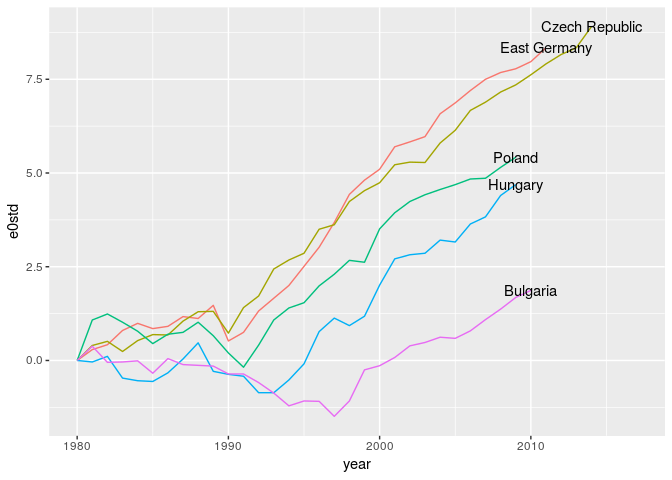 Czech Republic
East Germany
7.5
5.0
Poland
Hungary
e0std
2.5
Bulgaria
0.0
1980
1990
2000
2010
year